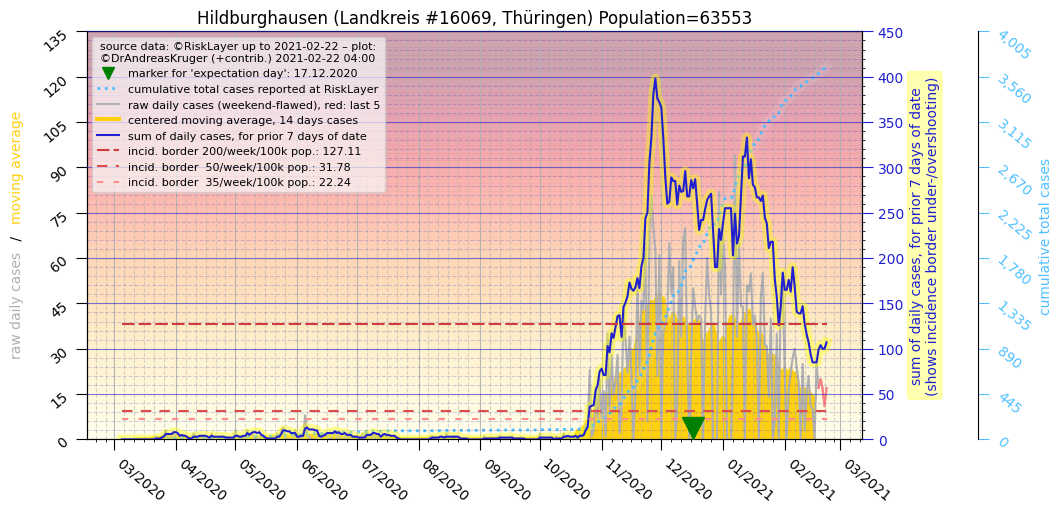 Hildburghausen (Landkreis #16069, Thüringen) Population=63553
source data: ©RiskLayer up to 2021-02-22 – plot:
©DrAndreasKruger (+contrib.) 2021-02-22 04:00
marker for 'expectation day': 17.12.2020
cumulative total cases reported at RiskLayer
raw daily cases (weekend-flawed), red: last 5
centered moving average, 14 days cases
sum of daily cases, for prior 7 days of date
incid. border 200/week/100k pop.: 127.11
incid. border  50/week/100k pop.: 31.78
incid. border  35/week/100k pop.: 22.24
raw daily cases  /  moving average
135
120
105
90
75
60
45
30
15
0
03/2020
04/2020
05/2020
06/2020
07/2020
08/2020
09/2020
10/2020
11/2020
12/2020
01/2021
02/2021
03/2021
450
400
350
300
250
200
150
100
50
0
sum of daily cases, for prior 7 days of date
(shows incidence border under-/overshooting)
4,005
3,560
3,115
2,670
2,225
1,780
1,335
890
445
0
cumulative total cases